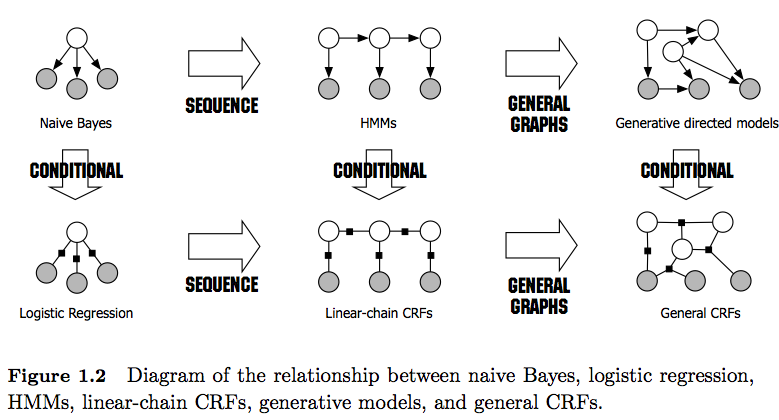 SEQUENCE
GENERAL
GRAPHS
Naive Bayes
HMMs
Generative directed models
CONDITIONAL
CONDITIONAL
CONDITIONAL
SEQUENCE
GENERAL
GRAPHS
Logistic Regression
Linear-chain CRFs
General CRFs
Figure 1.2 Diagram of the relationship between naive Bayes, logistic regression,
HMMs, linear-chain CRFs, generative models, and general CRFs.